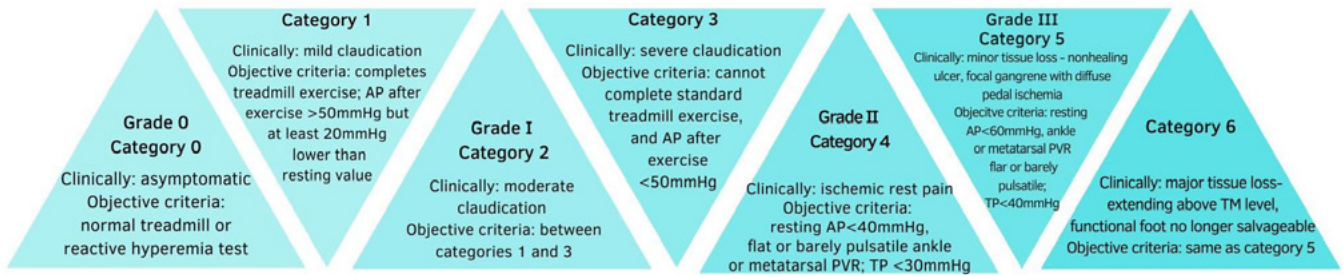 Grade 0
Category 0
Clinically: asymptomatic
Objective criteria:
normal treadmill or
reactive hyperemia test
Category 1
Clinically: mild claudication
Objective criteria: completes
treadmill exercise; AP after
exercise >50mmHg but
at least 20mmHg
lower than
resting value
Grade I
Category 2
Clinically: moderate
claudication
Objective criteria: between
categories 1 and 3
Category 3
Clinically: severe claudication
Objective criteria: cannot
complete standard
treadmill exercise,
and AP after
exercise
<50mmHg
Grade II
Category 4
Clinically: ischemic rest pain
Objective criteria:
resting AP<40mmHg,
flat or barely pulsatile ankle
or metatarsal PVR; TP <30mmHg
Grade III
Category 5
Clinically: minor tissue loss - nonhealing
ulcer, focal gangrene with diffuse
pedal ischemia
Objective criteria: resting
AP<60mmHg, ankle
or metatarsal PVR
flar or barely
pulsatile;
TP<40mmHg
Category 6
Clinically: major tissue loss-
extending above TM level,
functional foot no longer salvageable
Objective criteria: same as category 5